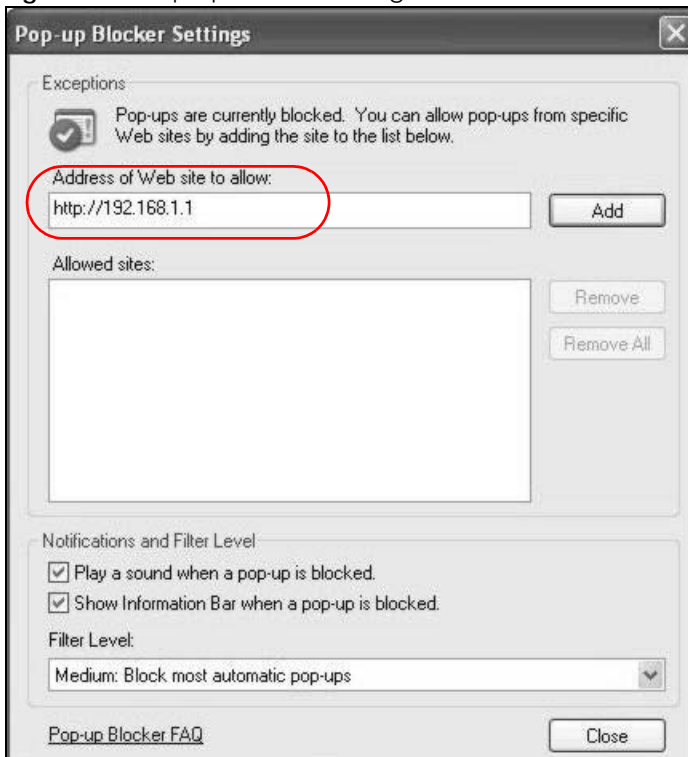 Pop-up Blocker Settings
Exceptions
Pop-ups are currently blocked. You can allow pop-ups from specific
Web sites by adding the site to the list below.
Address of Web site to allow:
http://192.168.1.1
Add
Allowed sites:
Remove
Remove All
Notifications and Filter Level
Play a sound when a pop-up is blocked.
Show Information Bar when a pop-up is blocked.
Filter Level:
Medium: Block most automatic pop-ups
Pop-up Blocker FAQ
Close